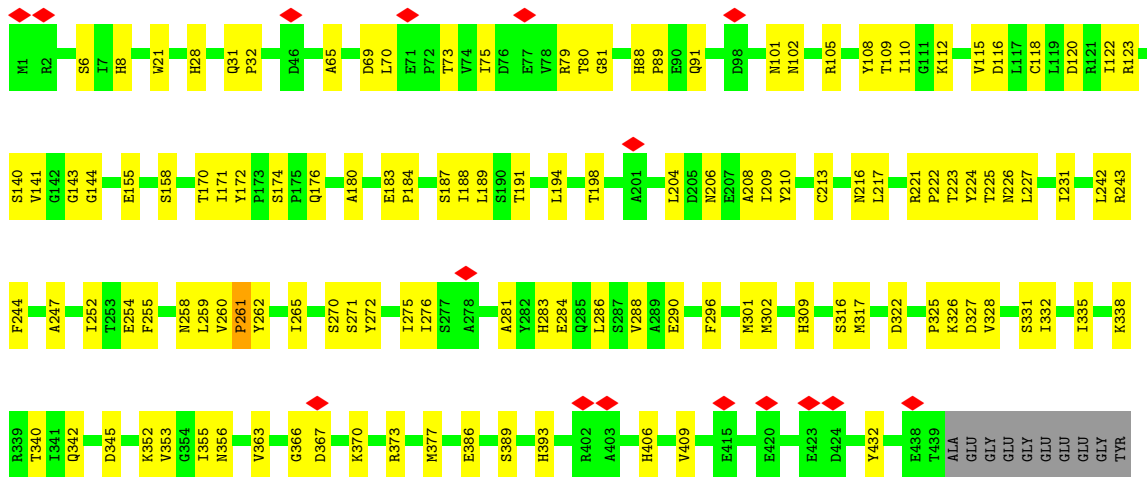 M1 R2 S6 I7 H8 W21 H28 Q31 P32 D46 A65 D69 L70 E71 P72 T73 V74 I75 D76 E77 V78 R79 T80 G81 H88 P89 E90 Q91 D98 N101 N102 R105 Y108 T109 I110 G111 K112 V115 D116 L117 C118 L119 D120 R121 I122 R123
S140 V141 G142 G143 G144 E155 S158 T170 I171 Y172 P173 S174 P175 Q176 A180 E183 P184 S187 I188 L189 S190 T191 L194 T198 A201 L204 D205 N206 E207 A208 I209 Y210 C213 N216 L217 R221 P222 T223 Y224 T225 N226 L227 I231 L242 R243
F244 A247 I252 T253 E254 F255 N258 L259 V260 P261 Y262 I265 S270 S271 Y272 I275 I276 S277 A278 A281 Y282 H283 E284 Q285 L286 S287 V288 A289 E290 F296 M301 M302 H309 S316 M317 D322 P325 K326 D327 V328 S331 I332 I335 K338
R339 T340 I341 Q342 D345 K352 V353 G354 I355 N356 V363 G366 D367 K370 R373 M377 E386 S389 H393 R402 A403 H406 V409 E415 E420 E423 D424 Y432 E438 T439 ALA GLU GLY GLU GLY GLU GLU GLU GLY TYR